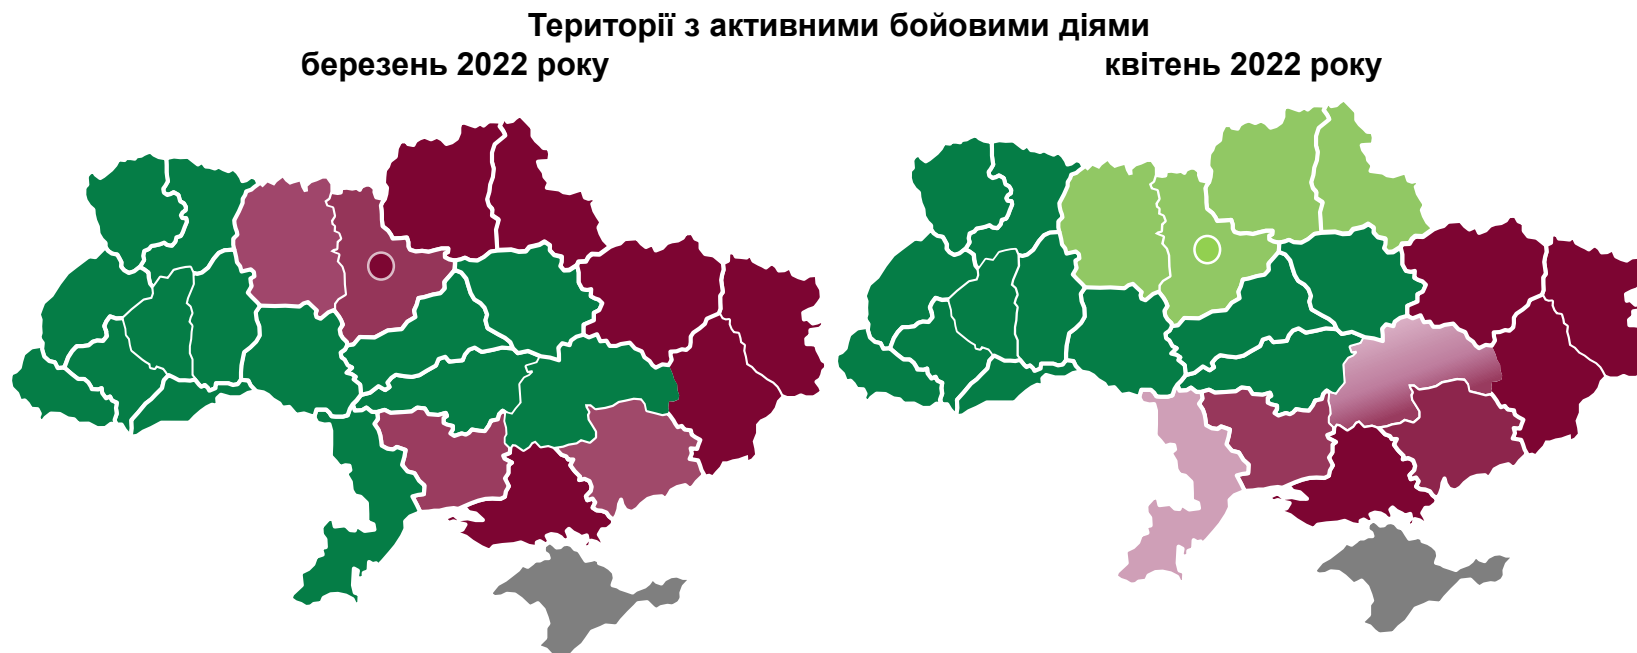 Території з активними бойовими діями
березень 2022 року
квітень 2022 року